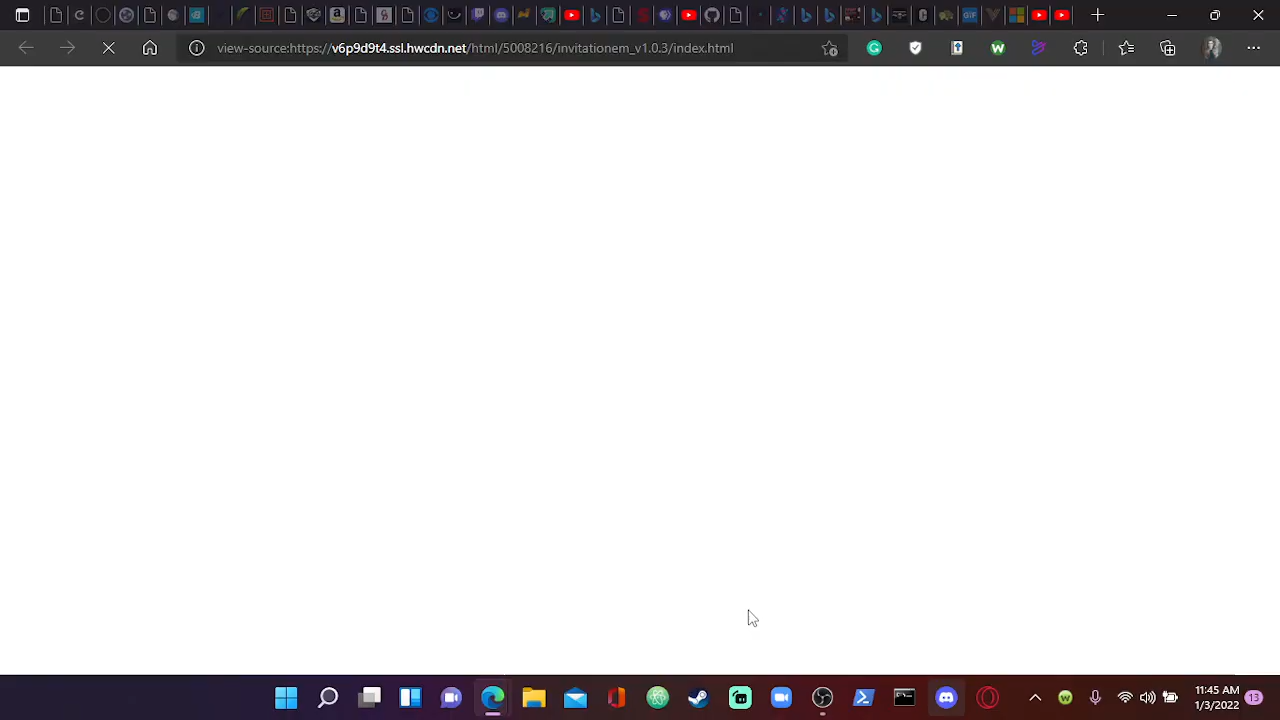 view-source:https://v6p9d9t4.ssl.hwcdn.net/html/5008216/invitationem_v1.0.3/index.html
11:45 AM
1/3/2022
13